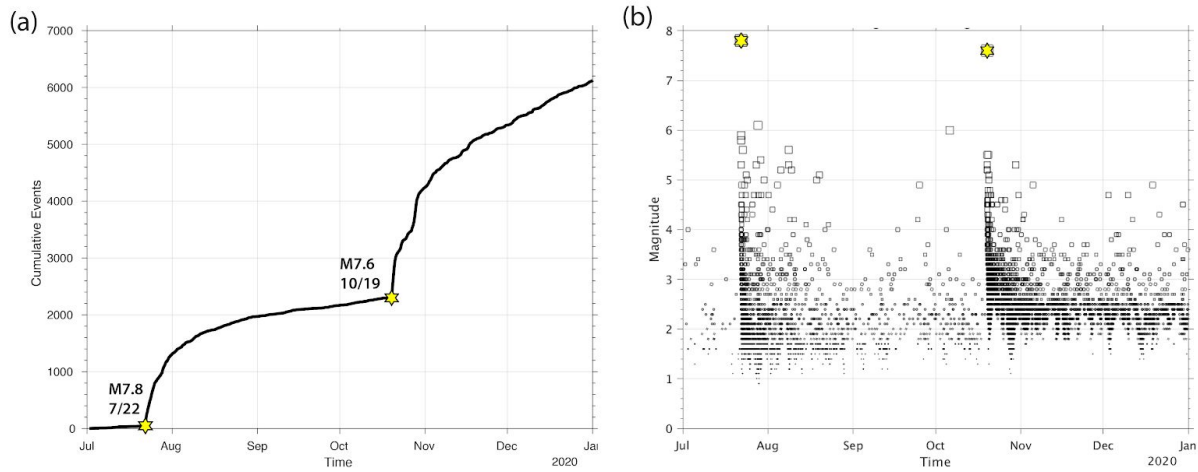 (a)
7000
6000
5000
4000
3000
2000
1000
0
Cumulative Events
M7.8
7/22
M7.6
10/19
Jul Aug Sep Oct Nov Dec Jan
Time 2020
(b)
8
7
6
5
4
3
2
1
0
Magnitude
Jul Aug Sep Oct Nov Dec Jan
Time 2020